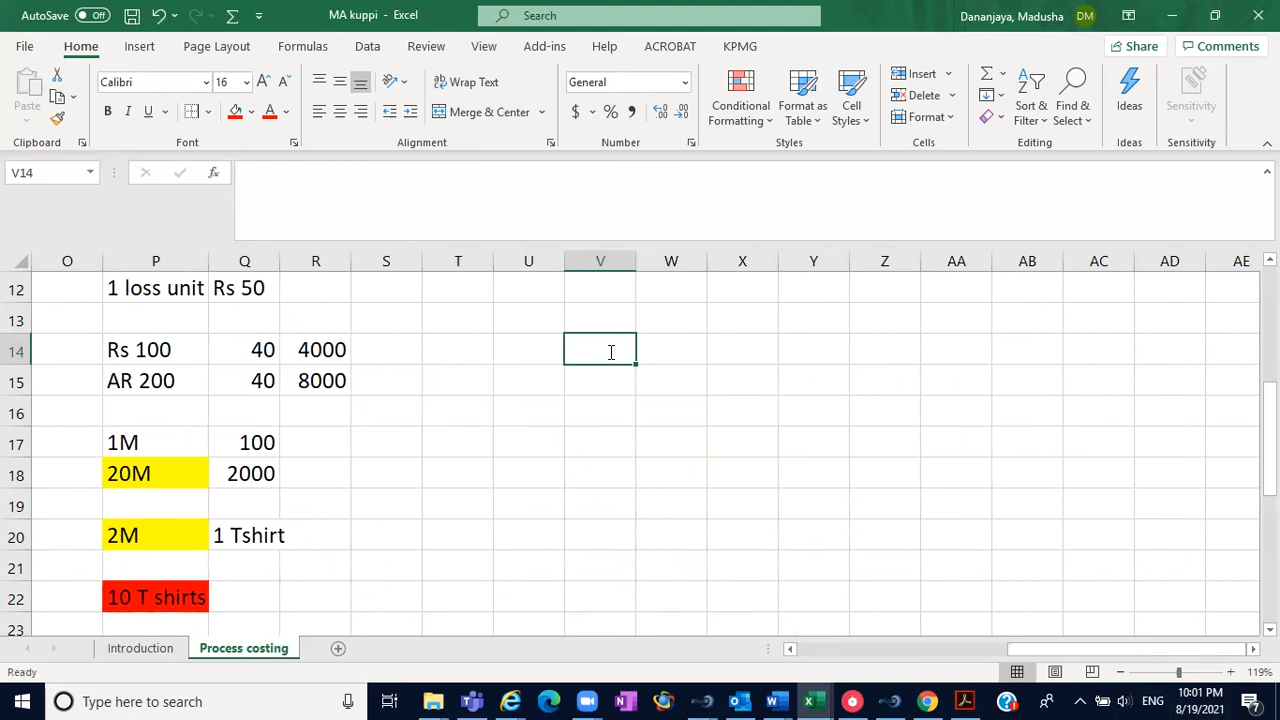 AutoSave Off MA kuppi - Excel Search Dananjaya, Madusha DM
File Home Insert Page Layout Formulas Data Review View Add-ins Help ACROBAT KPMG Share Comments
Paste Calibri 16 Wrap Text General Conditional Formatting Format as Table Cell Styles Insert Sort & Filter Find & Select Ideas Sensitivity
B I U Merge & Center $ % Delete
Format
Clipboard Font Alignment Number Styles Cells Editing Ideas Sensitivity
V14 fx
O P Q R S T U V W X Y Z AA AB AC AD AE
12 1 loss unit Rs 50
13
14 Rs 100 40 4000
15 AR 200 40 8000
16
17 1M 100
18 20M 2000
19
20 2M 1 Tshirt
21
22 10 T shirts
23
Introduction Process costing
Ready 119%
Type here to search ENG 10:01 PM 8/19/2021 7